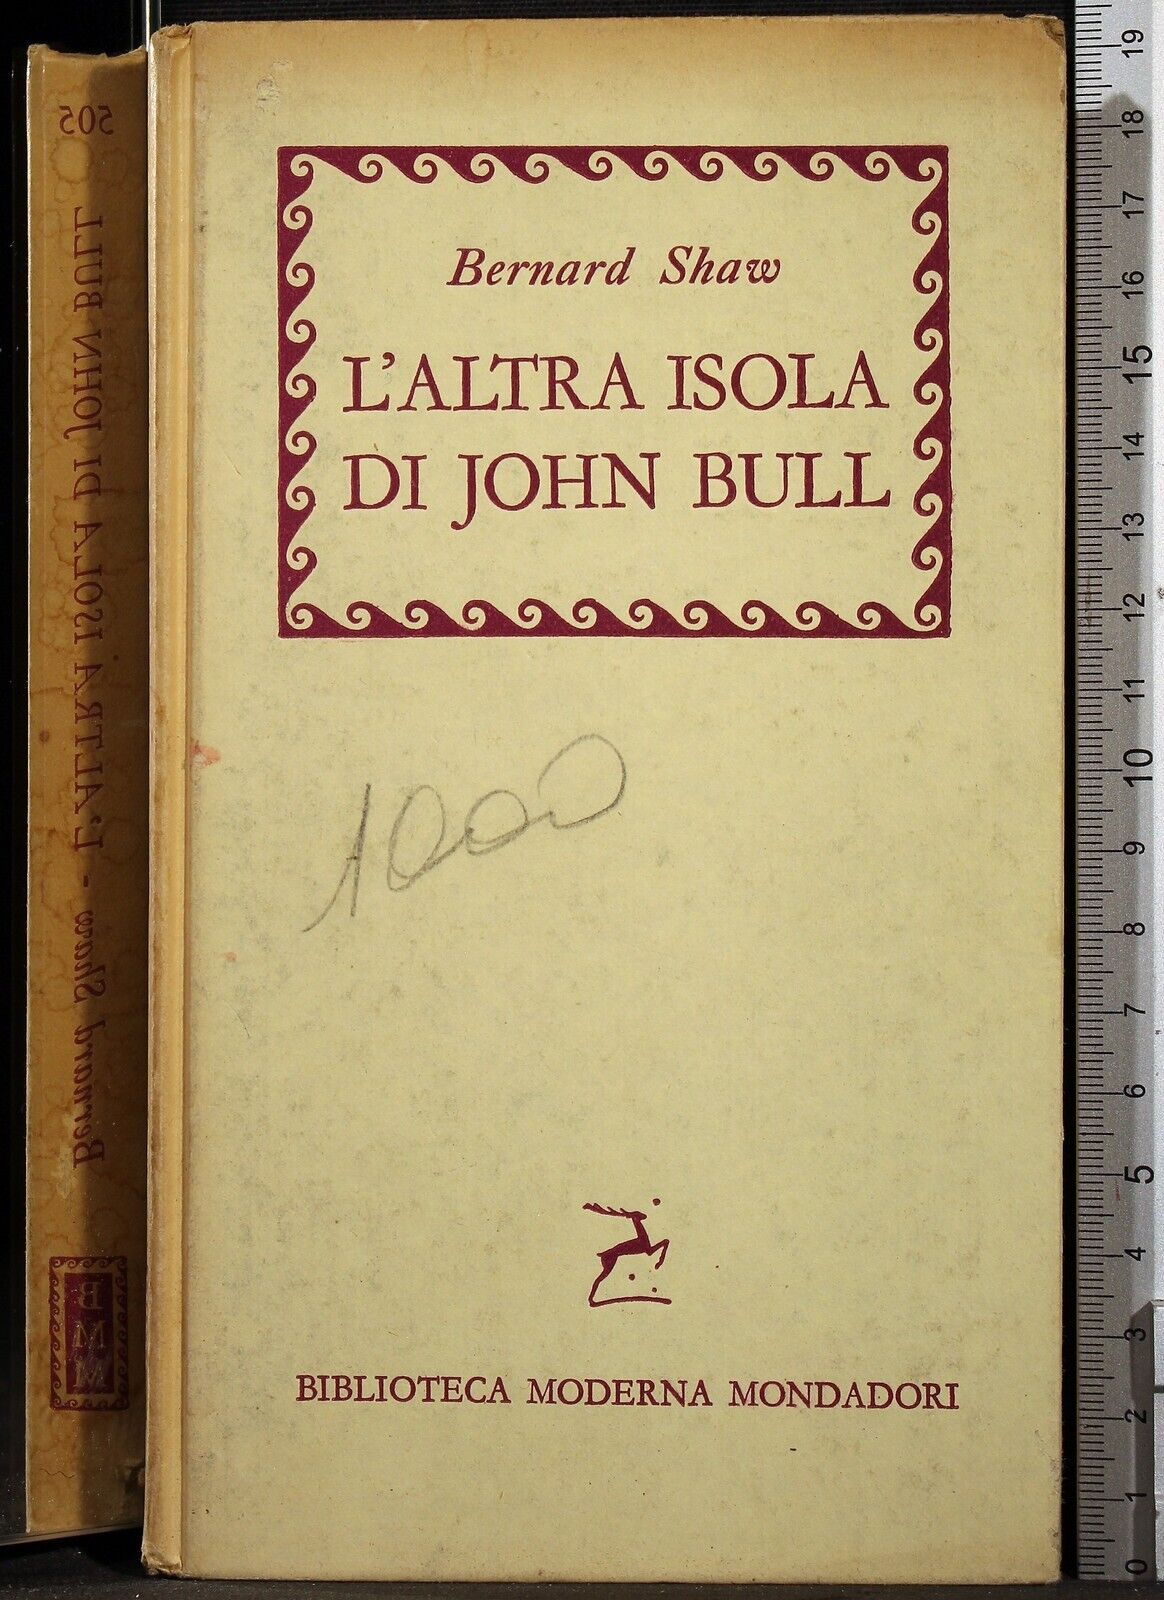 Bernard Shaw
L'ALTRA ISOLA
DI JOHN BULL
1000
BIBLIOTECA MODERNA MONDADORI
505
Bernard Shaw - L'ALTRA ISOLA DI JOHN BULL
B
M
M
19
18
17
16
15
14
13
12
11
10
9
8
7
6
5
4
3
2
1
0